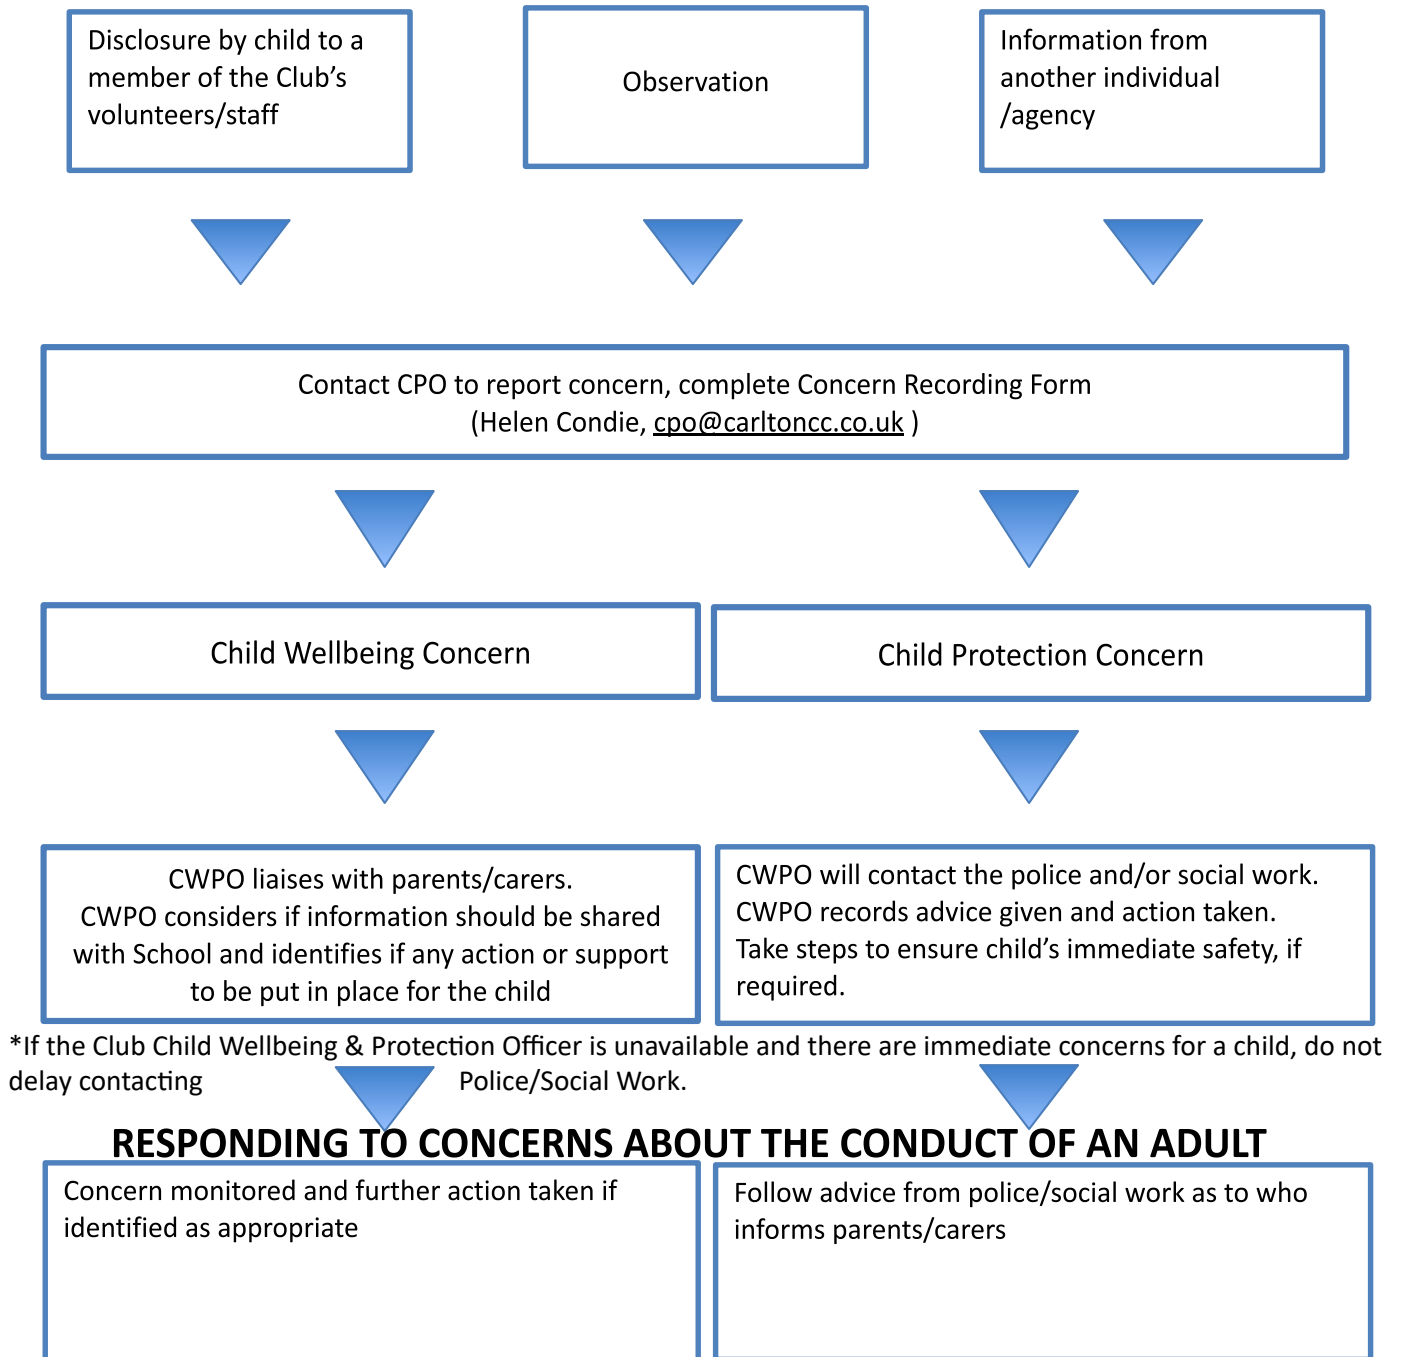 Disclosure by child to a
member of the Club’s
volunteers/staff
Observation
Information from
another individual
/agency
Contact CPO to report concern, complete Concern Recording Form
(Helen Condie, cpo@carltoncc.co.uk )
Child Wellbeing Concern
Child Protection Concern
CWPO liaises with parents/carers.
CWPO considers if information should be shared
with School and identifies if any action or support
to be put in place for the child
CWPO will contact the police and/or social work.
CWPO records advice given and action taken.
Take steps to ensure child’s immediate safety, if
required.
*If the Club Child Wellbeing & Protection Officer is unavailable and there are immediate concerns for a child, do not
delay contacting Police/Social Work.
RESPONDING TO CONCERNS ABOUT THE CONDUCT OF AN ADULT
Concern monitored and further action taken if
identified as appropriate
Follow advice from police/social work as to who
informs parents/carers